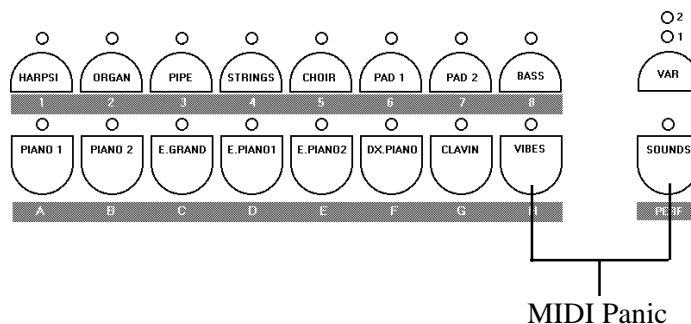 2
1
HARPSI ORGAN PIPE STRINGS CHOIR PAD 1 PAD 2 BASS VAR
1 2 3 4 5 6 7 8
PIANO 1 PIANO 2 E.GRAND E.PIANO1 E.PIANO2 DX.PIANO CLAVIN VIBES SOUNDS
A B C D E F G H PERF
MIDI Panic